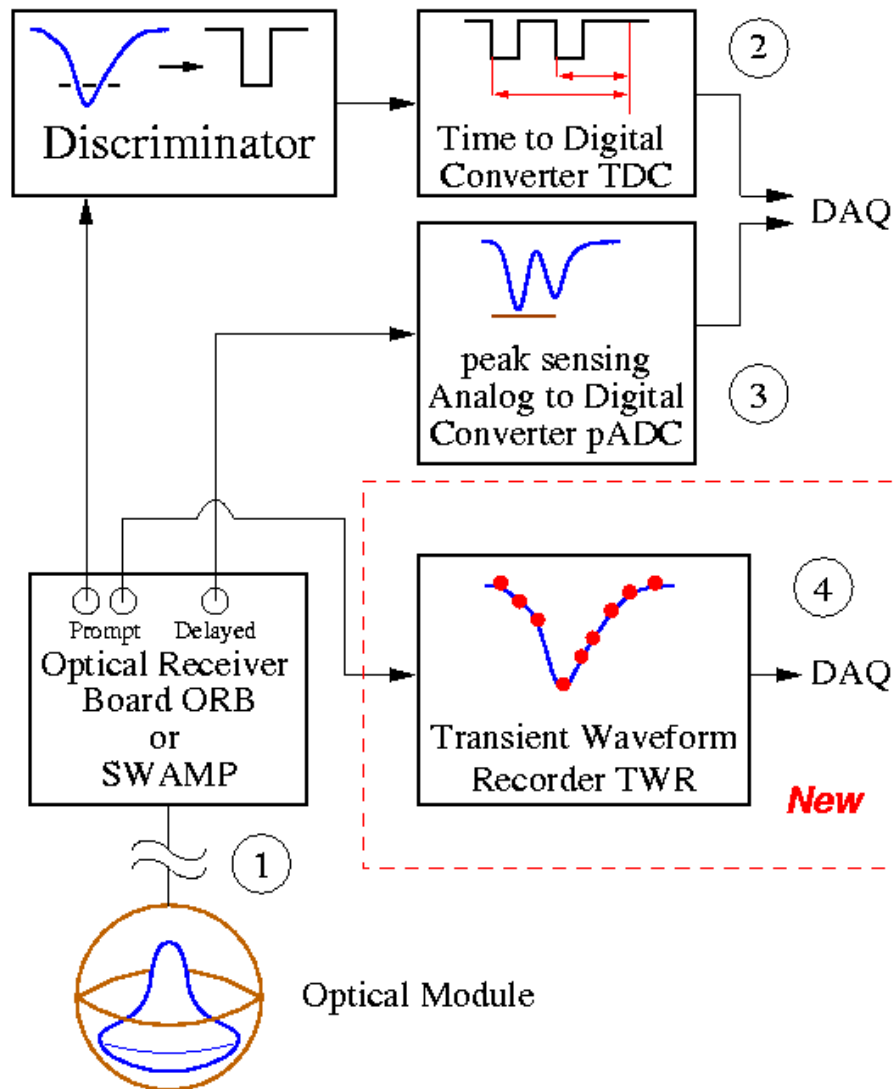 Discriminator
Time to Digital
Converter TDC
2
DAQ
peak sensing
Analog to Digital
Converter pADC
3
Prompt
Delayed
Optical Receiver
Board ORB
or
SWAMP
Transient Waveform
Recorder TWR
4
DAQ
New
1
Optical Module